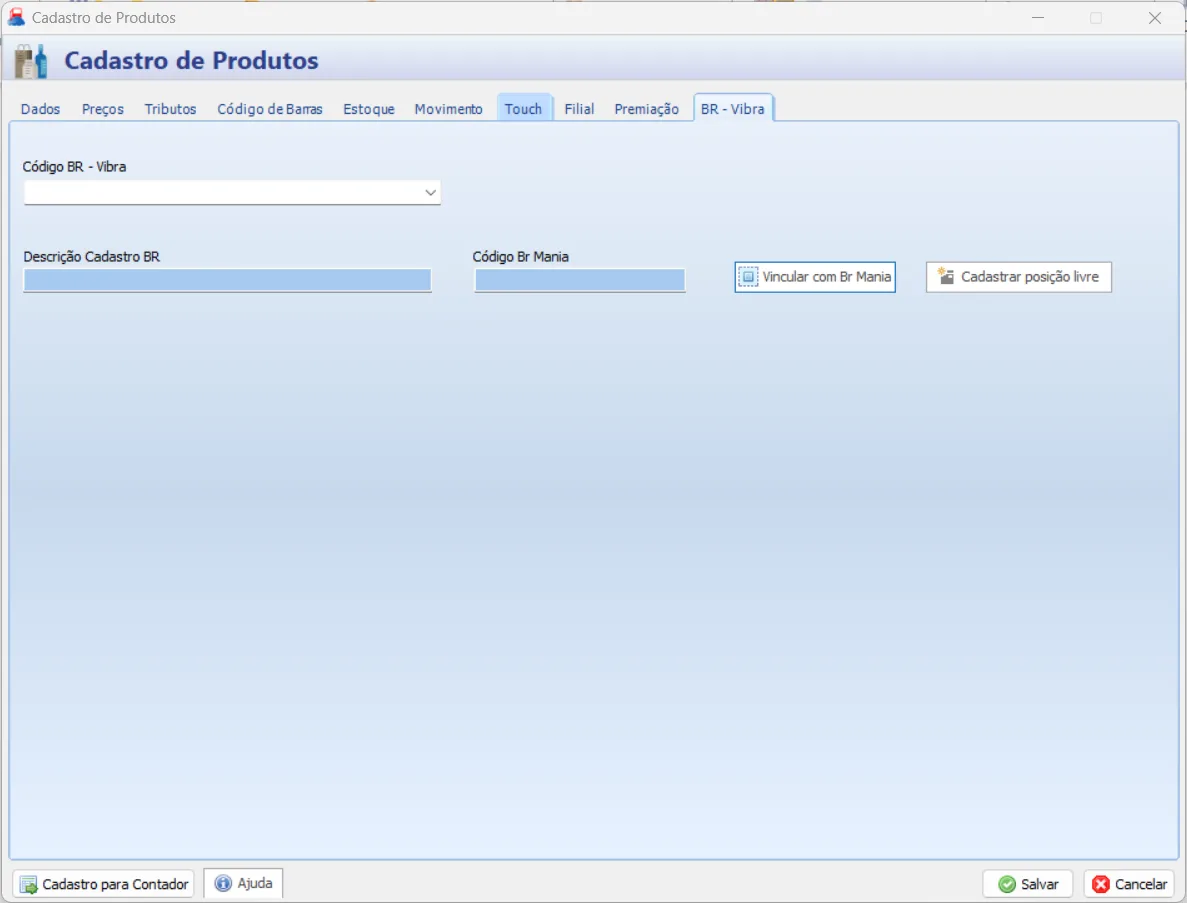 Cadastro de Produtos
Cadastro de Produtos
Dados Preços Tributos Código de Barras Estoque Movimento Touch Filial Premiação BR - Vibra
Código BR - Vibra
Descrição Cadastro BR Código Br Mania
Vincular com Br Mania Cadastrar posição livre
Cadastro para Contador Ajuda Salvar Cancelar